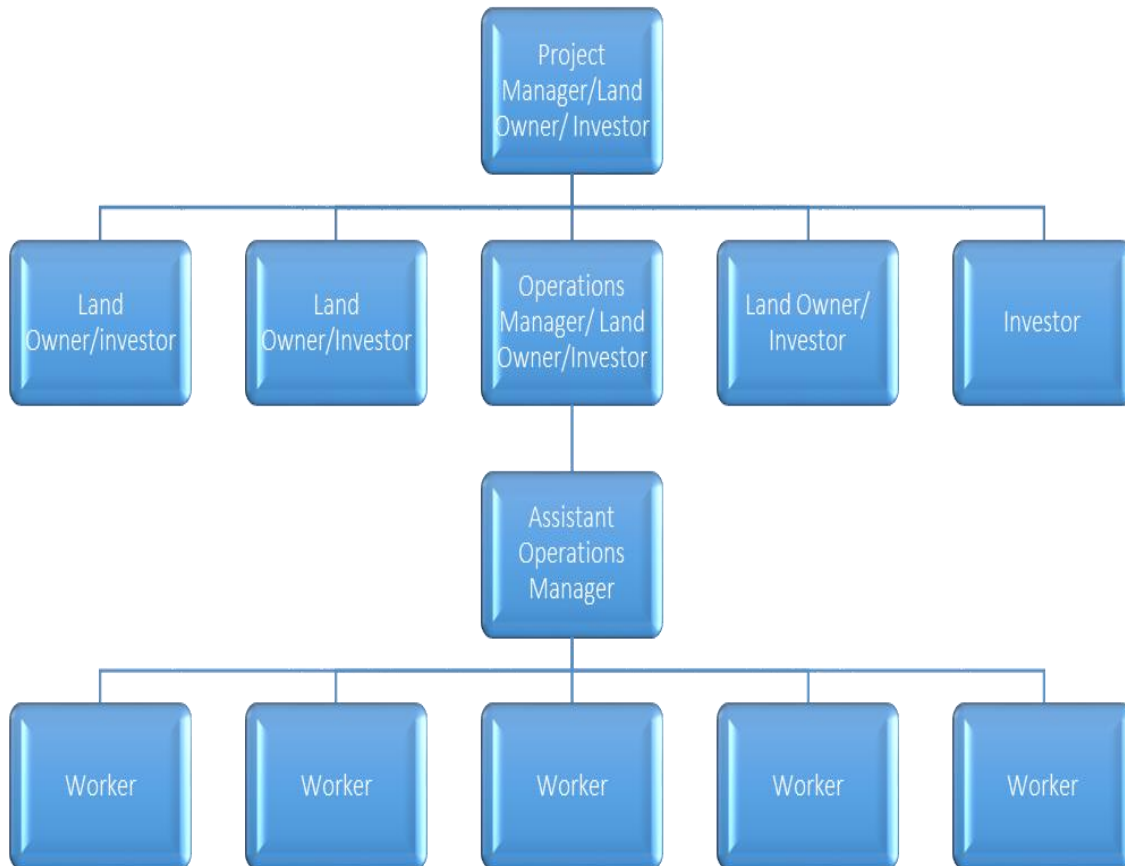 Project
Manager/Land
Owner/ Investor
Land
Owner/investor
Land
Owner/Investor
Operations
Manager/ Land
Owner/Investor
Land Owner/
Investor
Investor
Assistant
Operations
Manager
Worker
Worker
Worker
Worker
Worker